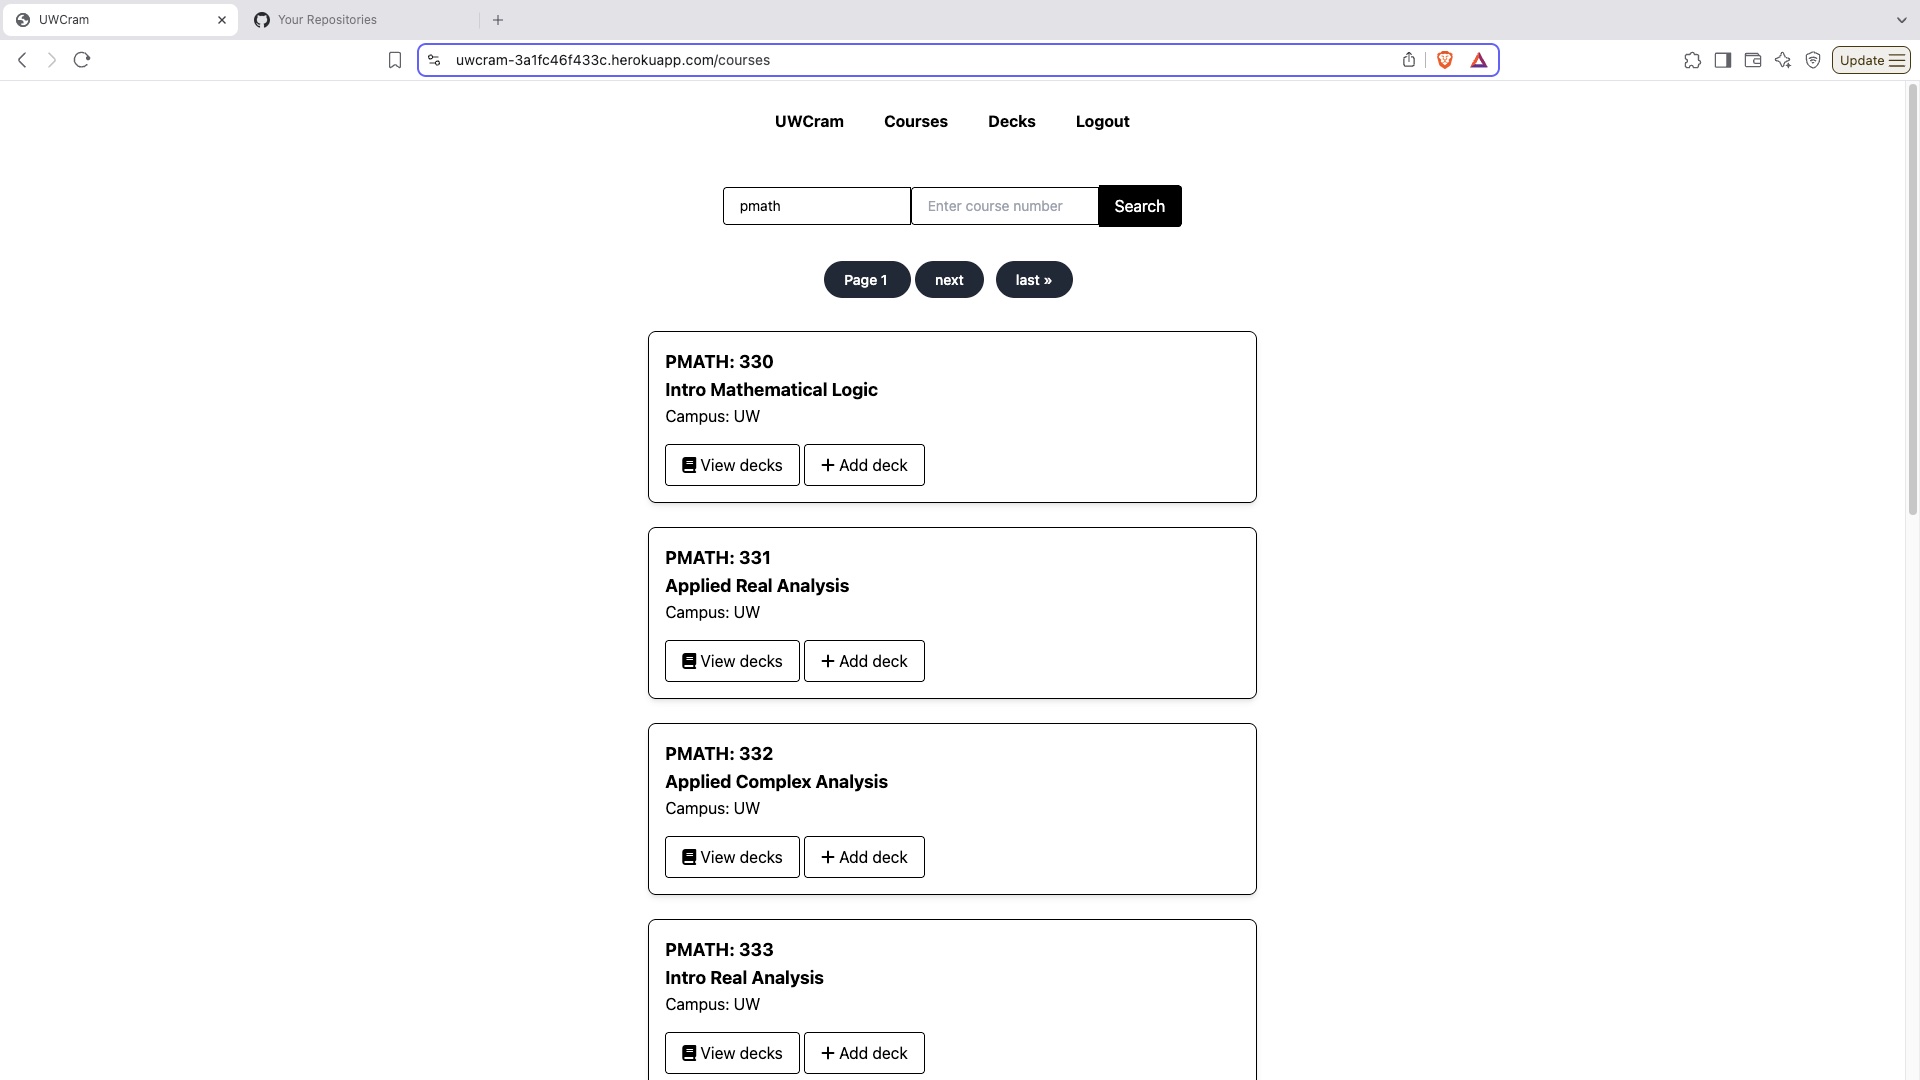 UWCram
Your Repositories
uwcram-3a1fc46f433c.herokuapp.com/courses
Update
UWCram Courses Decks Logout
pmath Enter course number Search
Page 1 next last »
PMATH: 330
Intro Mathematical Logic
Campus: UW
View decks + Add deck
PMATH: 331
Applied Real Analysis
Campus: UW
View decks + Add deck
PMATH: 332
Applied Complex Analysis
Campus: UW
View decks + Add deck
PMATH: 333
Intro Real Analysis
Campus: UW
View decks + Add deck